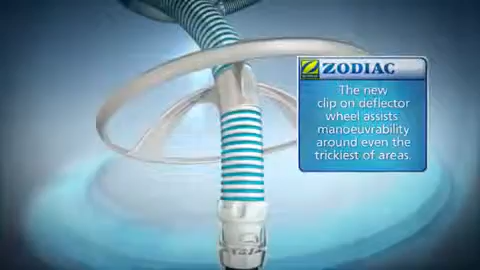 ZODIAC
The new
clip on deflector
wheel assists
manoeuvrability
around even the
trickiest of areas.